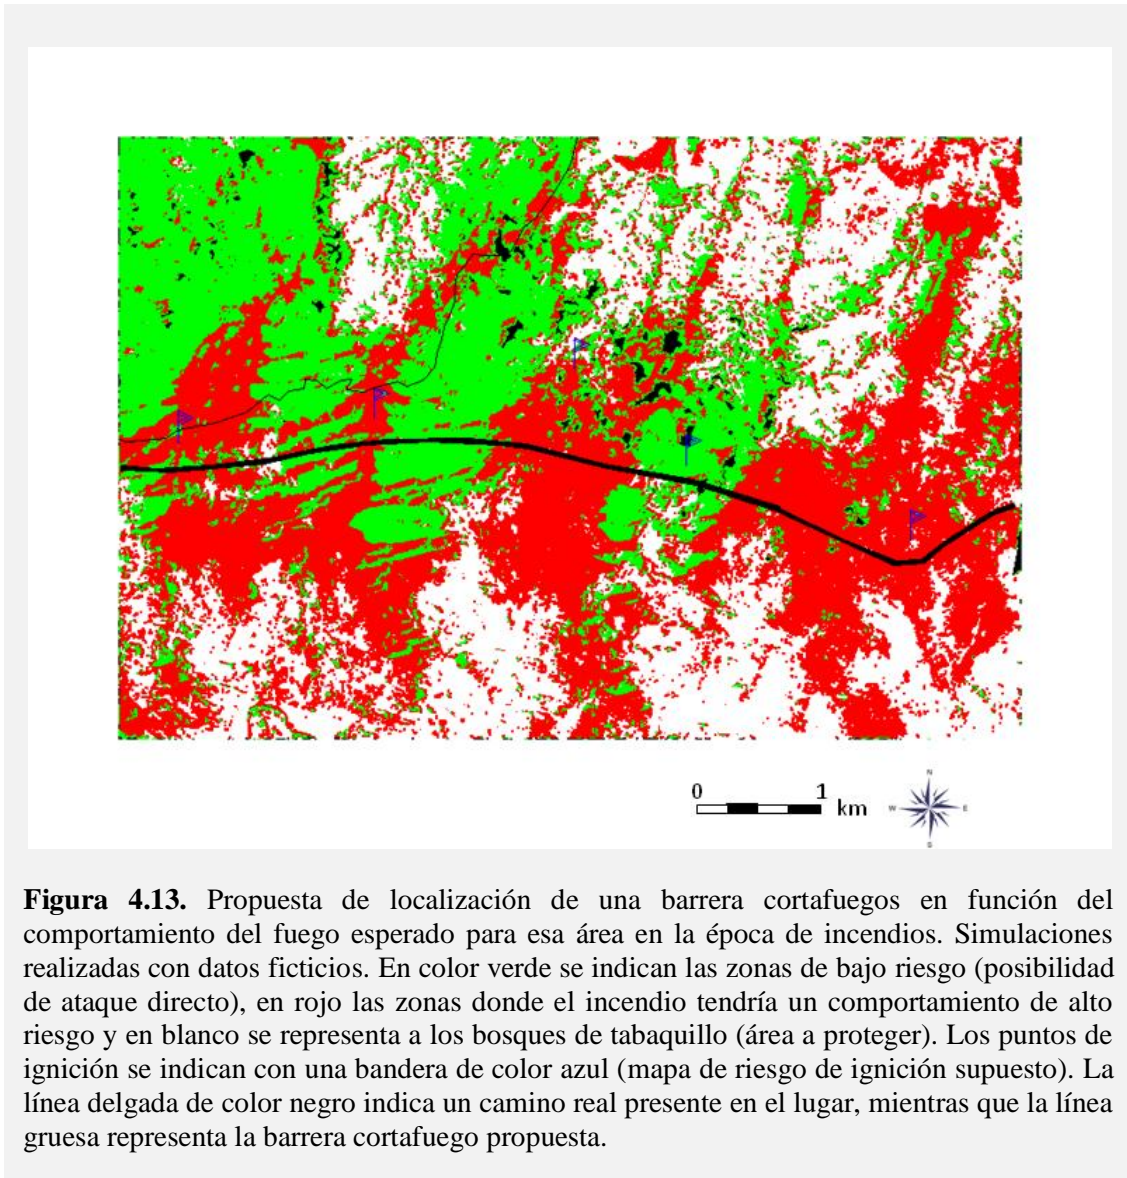 0 1
km
N
W E
S
Figura 4.13. Propuesta de localización de una barrera cortafuegos en función del
comportamiento del fuego esperado para esa área en la época de incendios. Simulaciones
realizadas con datos ficticios. En color verde se indican las zonas de bajo riesgo (posibilidad
de ataque directo), en rojo las zonas donde el incendio tendría un comportamiento de alto
riesgo y en blanco se representa a los bosques de tabaquillo (área a proteger). Los puntos de
ignición se indican con una bandera de color azul (mapa de riesgo de ignición supuesto). La
línea delgada de color negro indica un camino real presente en el lugar, mientras que la línea
gruesa representa la barrera cortafuego propuesta.